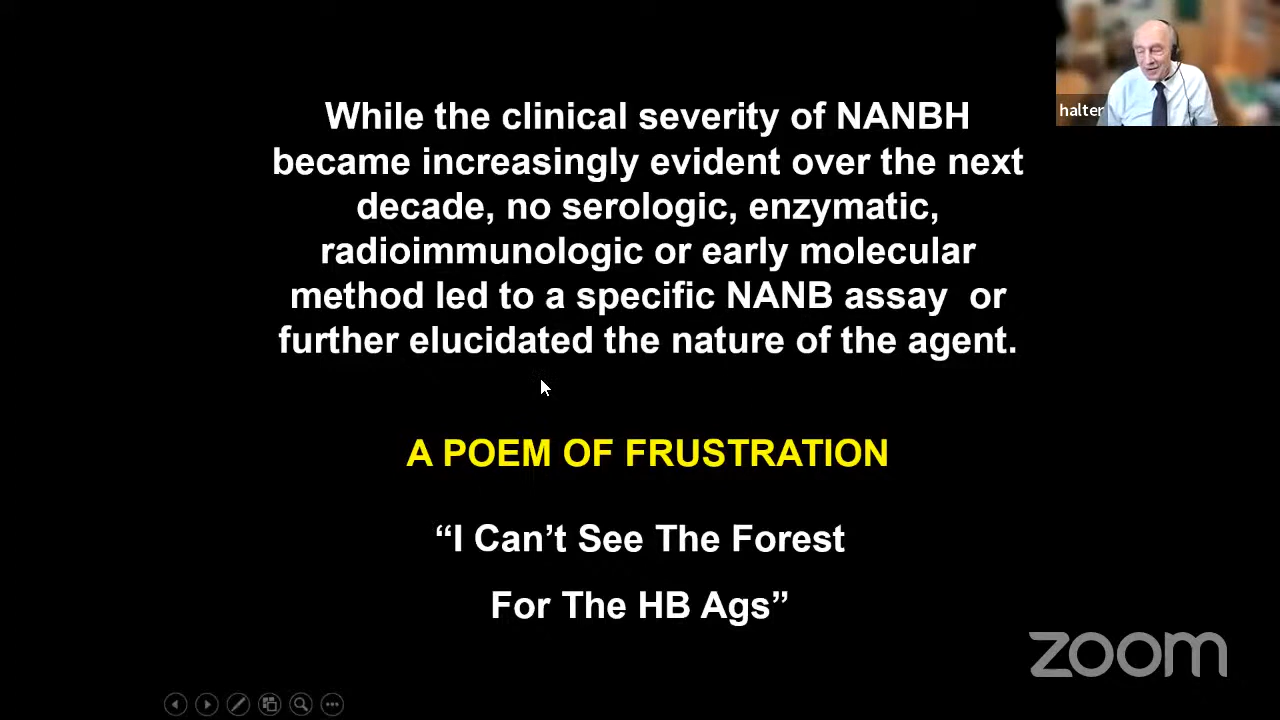 halter
While the clinical severity of NANBH
became increasingly evident over the next
decade, no serologic, enzymatic,
radioimmunologic or early molecular
method led to a specific NANB assay  or
further elucidated the nature of the agent.
A POEM OF FRUSTRATION
“I Can’t See The Forest
For The HB Ags”
zoom